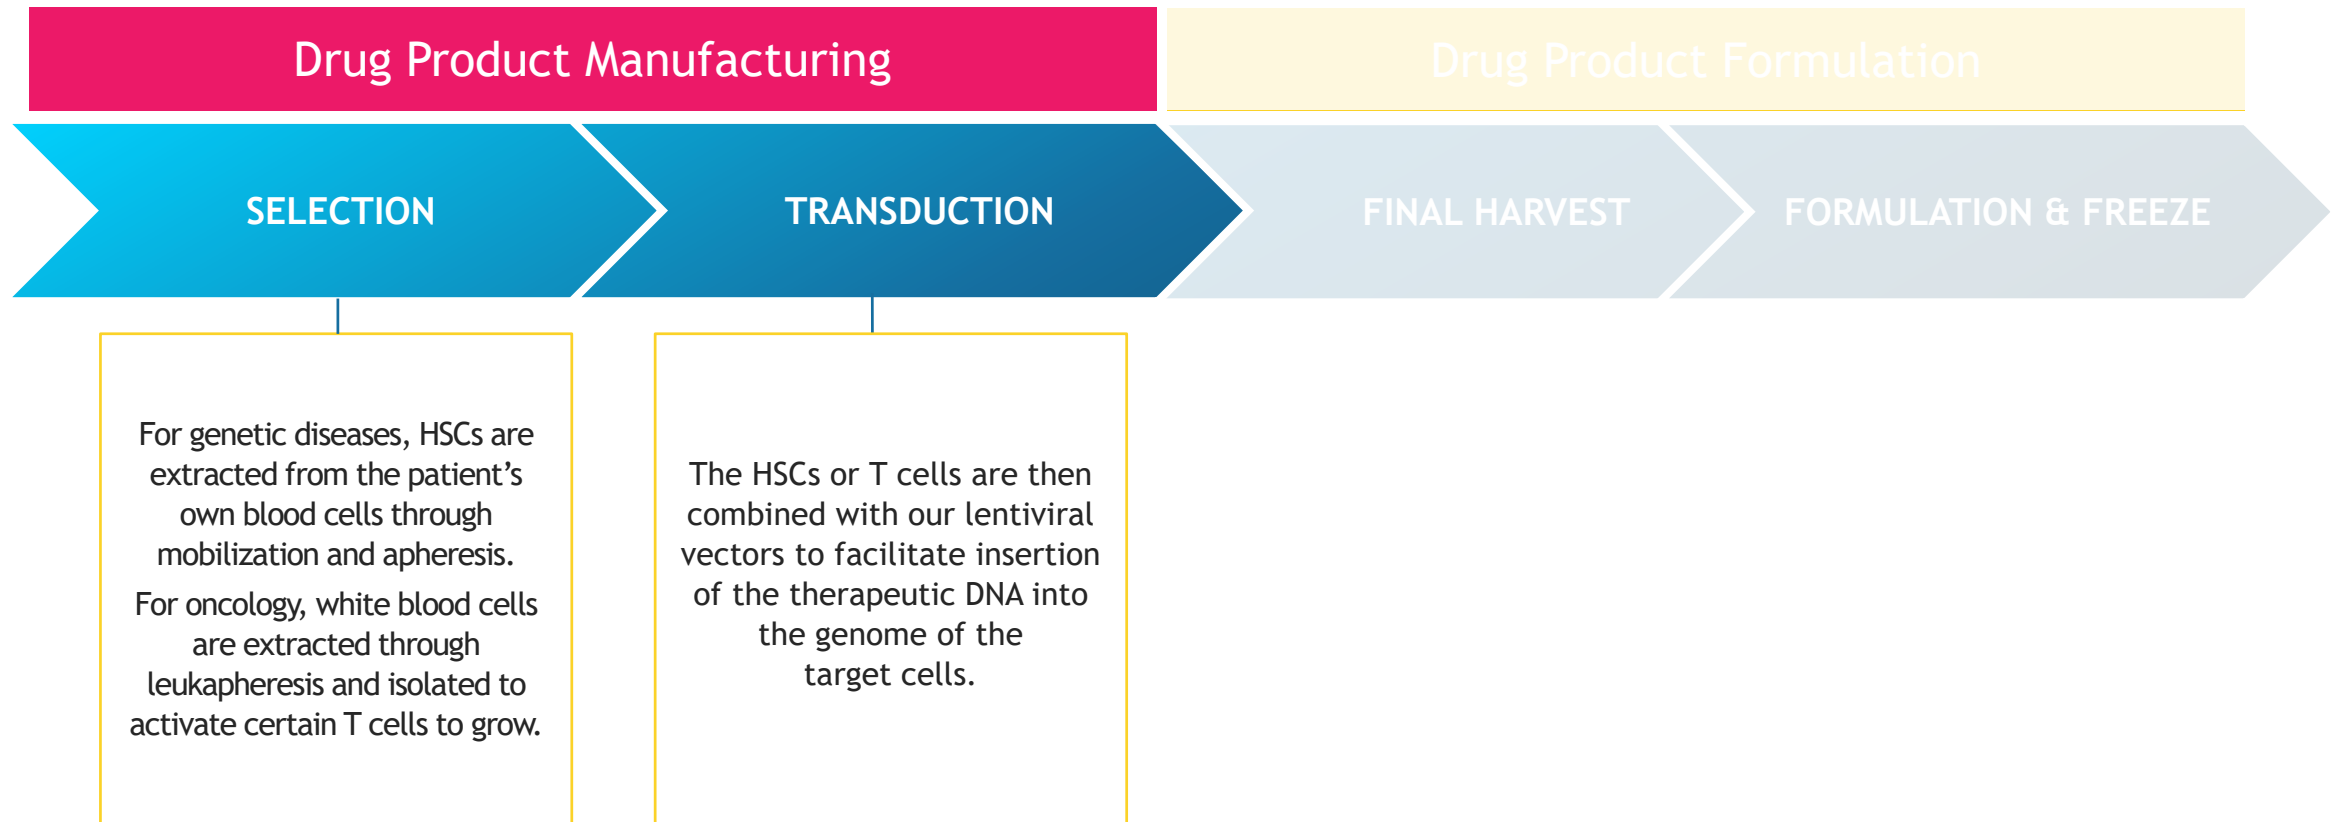 Drug Product Manufacturing
Drug Product Formulation
SELECTION
TRANSDUCTION
FINAL HARVEST
FORMULATION & FREEZE
For genetic diseases, HSCs are
extracted from the patient’s
own blood cells through
mobilization and apheresis.
For oncology, white blood cells
are extracted through
leukapheresis and isolated to
activate certain T cells to grow.
The HSCs or T cells are then
combined with our lentiviral
vectors to facilitate insertion
of the therapeutic DNA into
the genome of the
target cells.